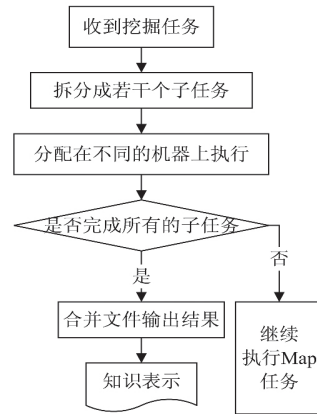 收到挖掘任务
拆分成若干个子任务
分配在不同的机器上执行
是否完成所有的子任务
是
否
合并文件输出结果
继续
执行Map
任务
知识表示